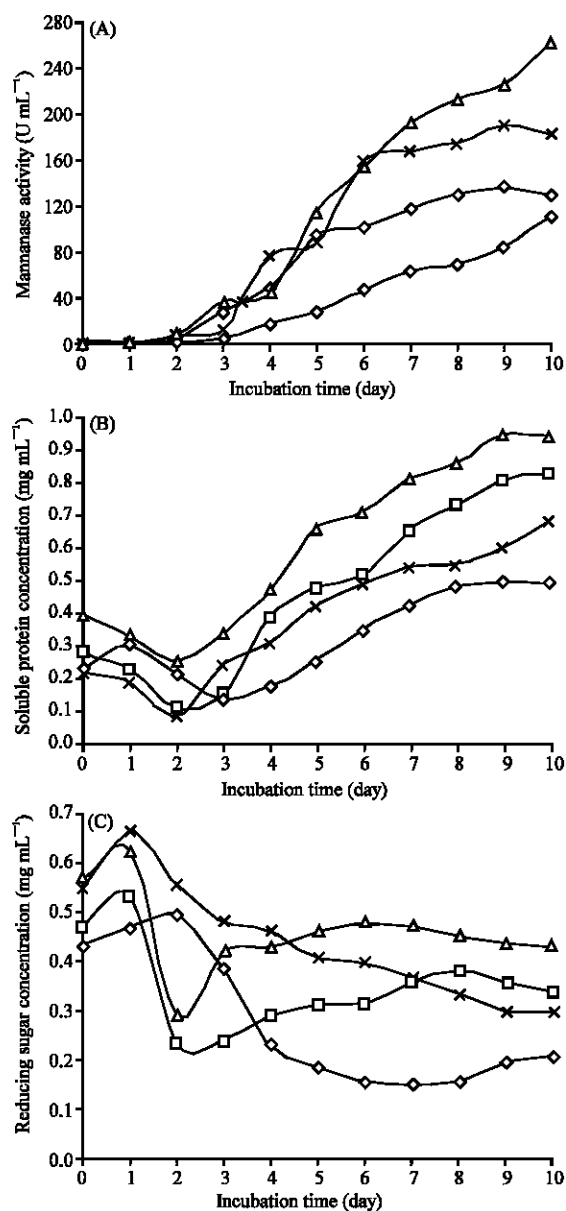 (A)
Mannanase activity (U mL⁻¹)
280
240
200
160
120
80
40
0
0 1 2 3 4 5 6 7 8 9 10
Incubation time (day)
(B)
Soluble protein concentration (mg mL⁻¹)
1.0
0.9
0.8
0.7
0.6
0.5
0.4
0.3
0.2
0.1
0.0
0 1 2 3 4 5 6 7 8 9 10
Incubation time (day)
(C)
Reducing sugar concentration (mg mL⁻¹)
0.7
0.6
0.5
0.4
0.3
0.2
0.1
0.0
0 1 2 3 4 5 6 7 8 9 10
Incubation time (day)